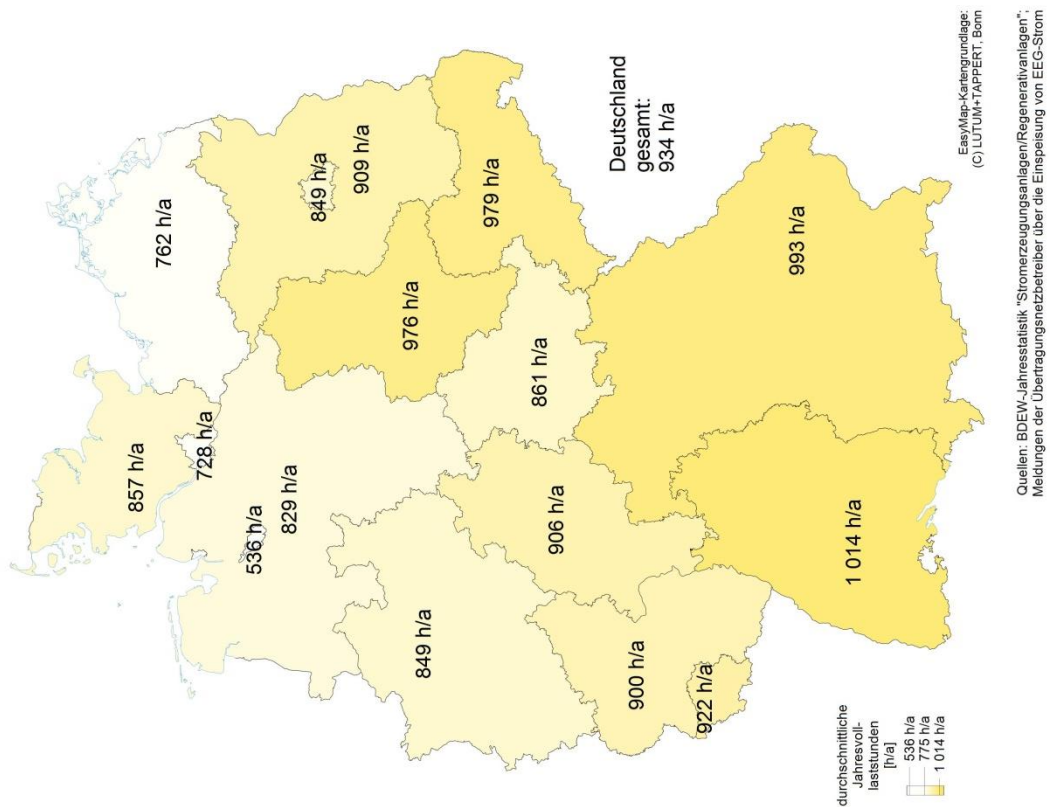 857 h/a
728 h/a
762 h/a
536 h/a
829 h/a
849 h/a
909 h/a
976 h/a
849 h/a
979 h/a
861 h/a
906 h/a
900 h/a
922 h/a
993 h/a
1 014 h/a
Deutschland
gesamt:
934 h/a
durchschnittliche
Jahresvoll-
laststunden
[h/a]
536 h/a
775 h/a
1 014 h/a
EasyMap-Kartengrundlage:
(C) LUTUM+TAPPERT, Bonn
Quellen: BDEW-Jahresstatistik "Stromerzeugungsanlagen/Regenerativanlagen";
Meldungen der Übertragungsnetzbetreiber über die Einspeisung von EEG-Strom